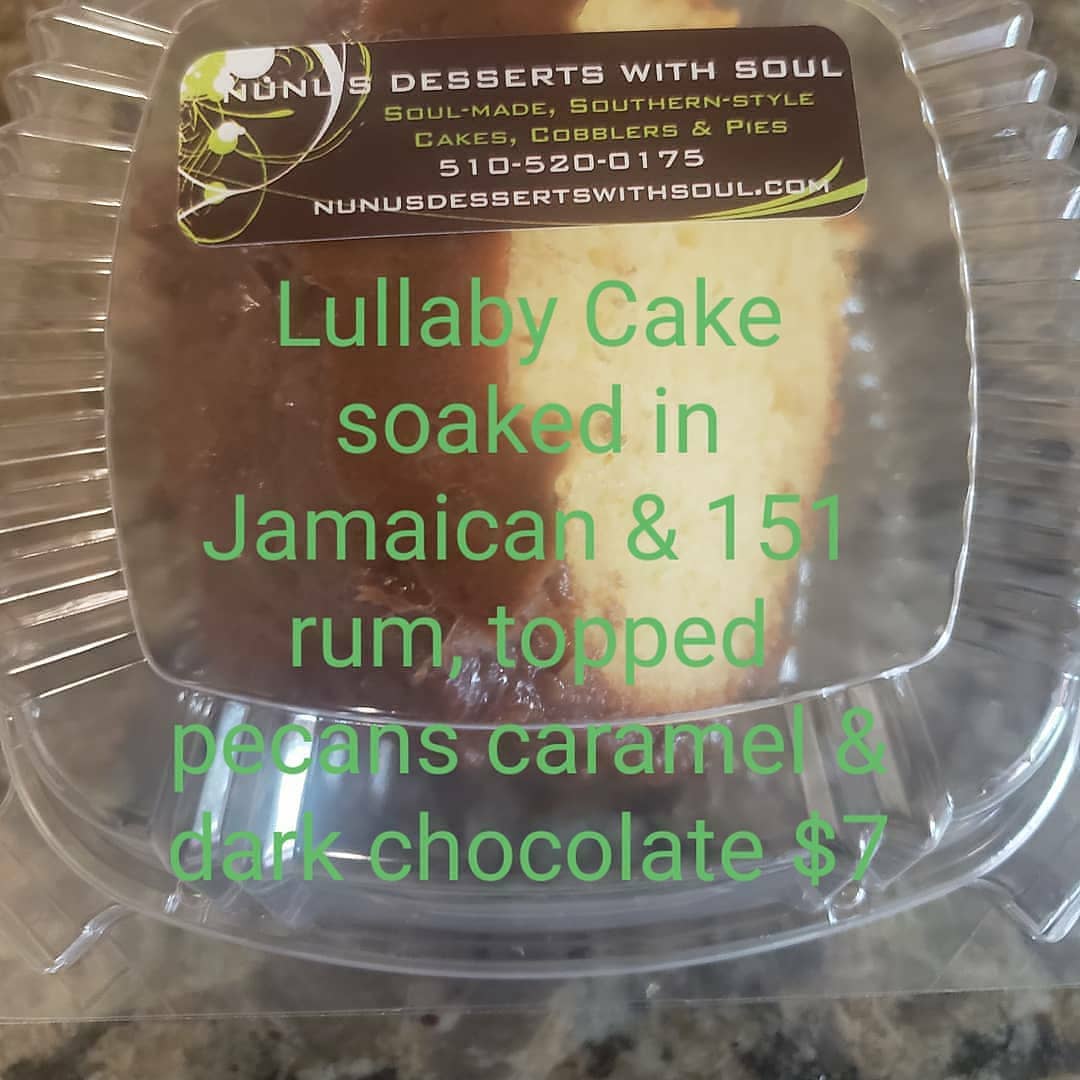 NUNU'S DESSERTS WITH SOUL
SOUL-MADE, SOUTHERN-STYLE
CAKES, COBBLERS & PIES
510-520-0175
NUNUSDESSERTSWITHSOUL.COM
Lullaby Cake
soaked in
Jamaican & 151
rum, topped
pecans caramel &
dark chocolate $7